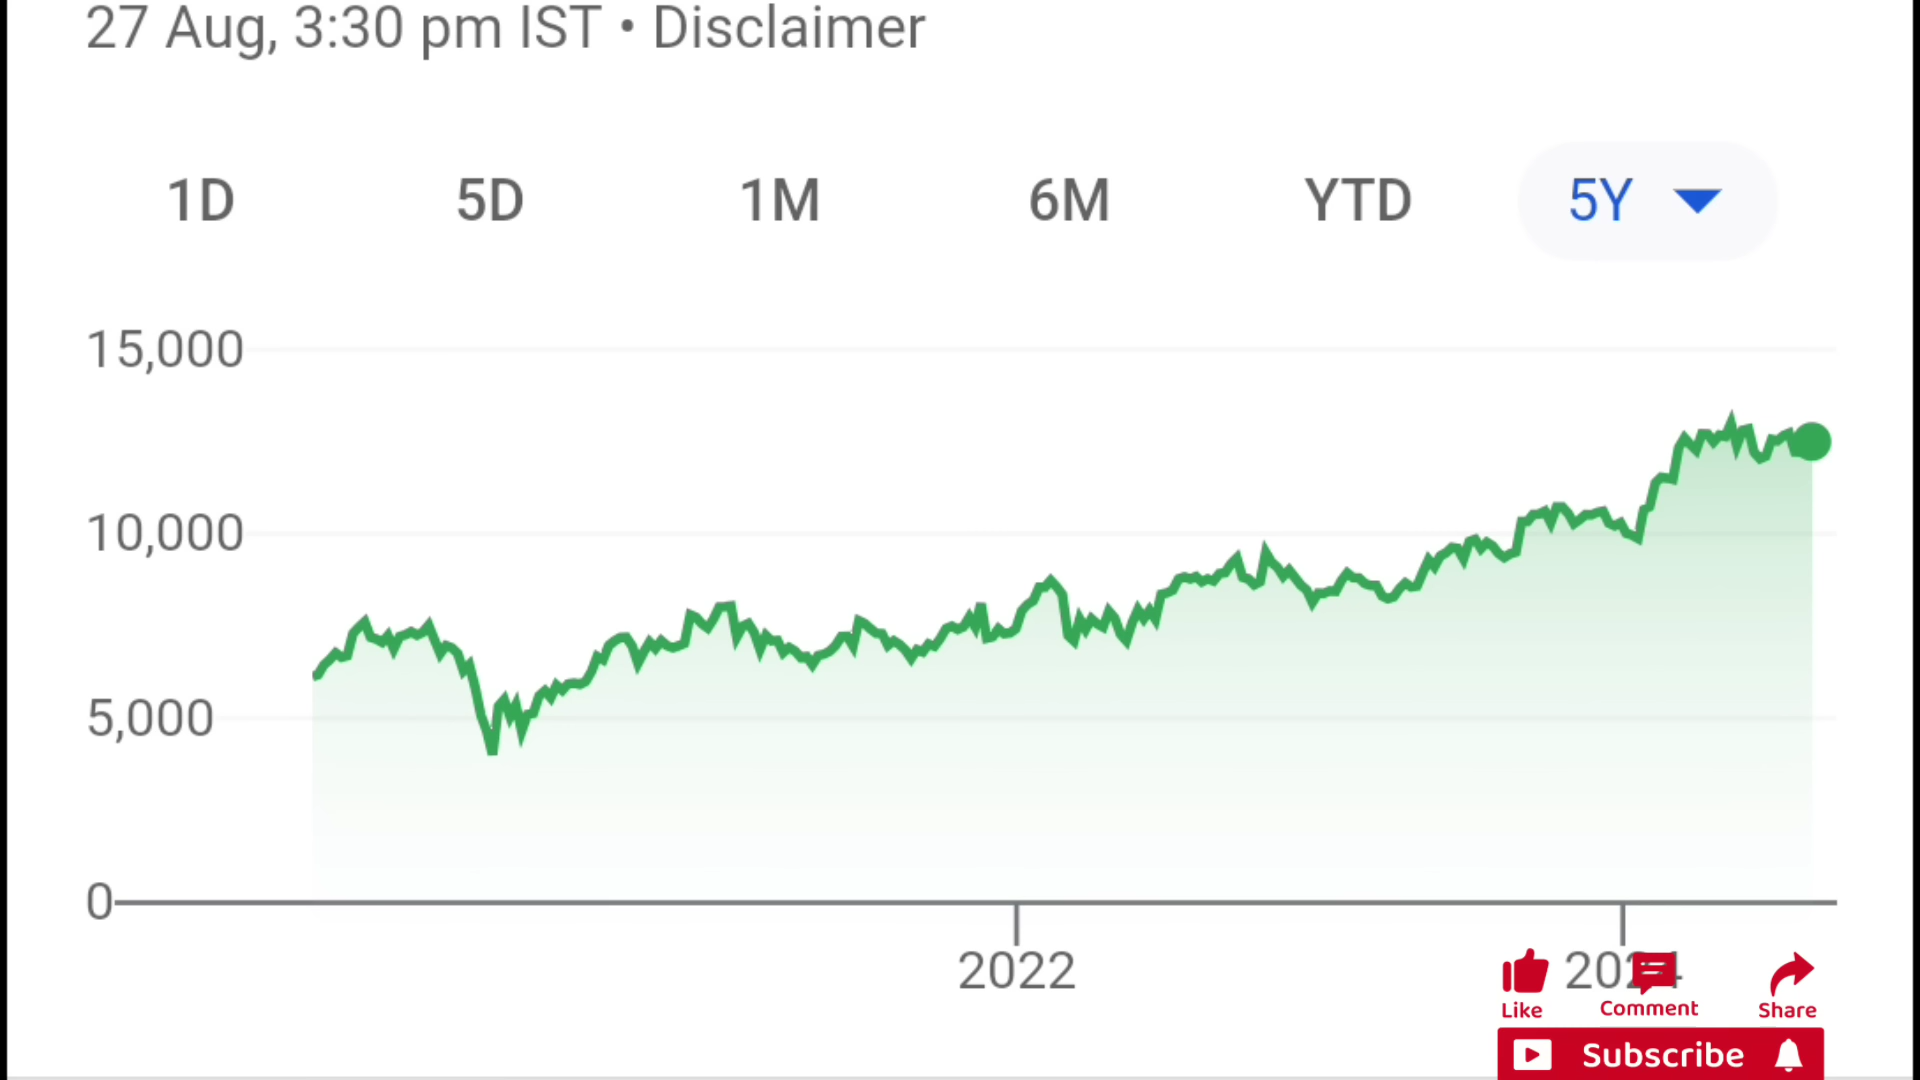 27 Aug, 3:30 pm IST • Disclaimer
1D 5D 1M 6M YTD 5Y
15,000
10,000
5,000
0
2022 2024
Like Comment Share
Subscribe